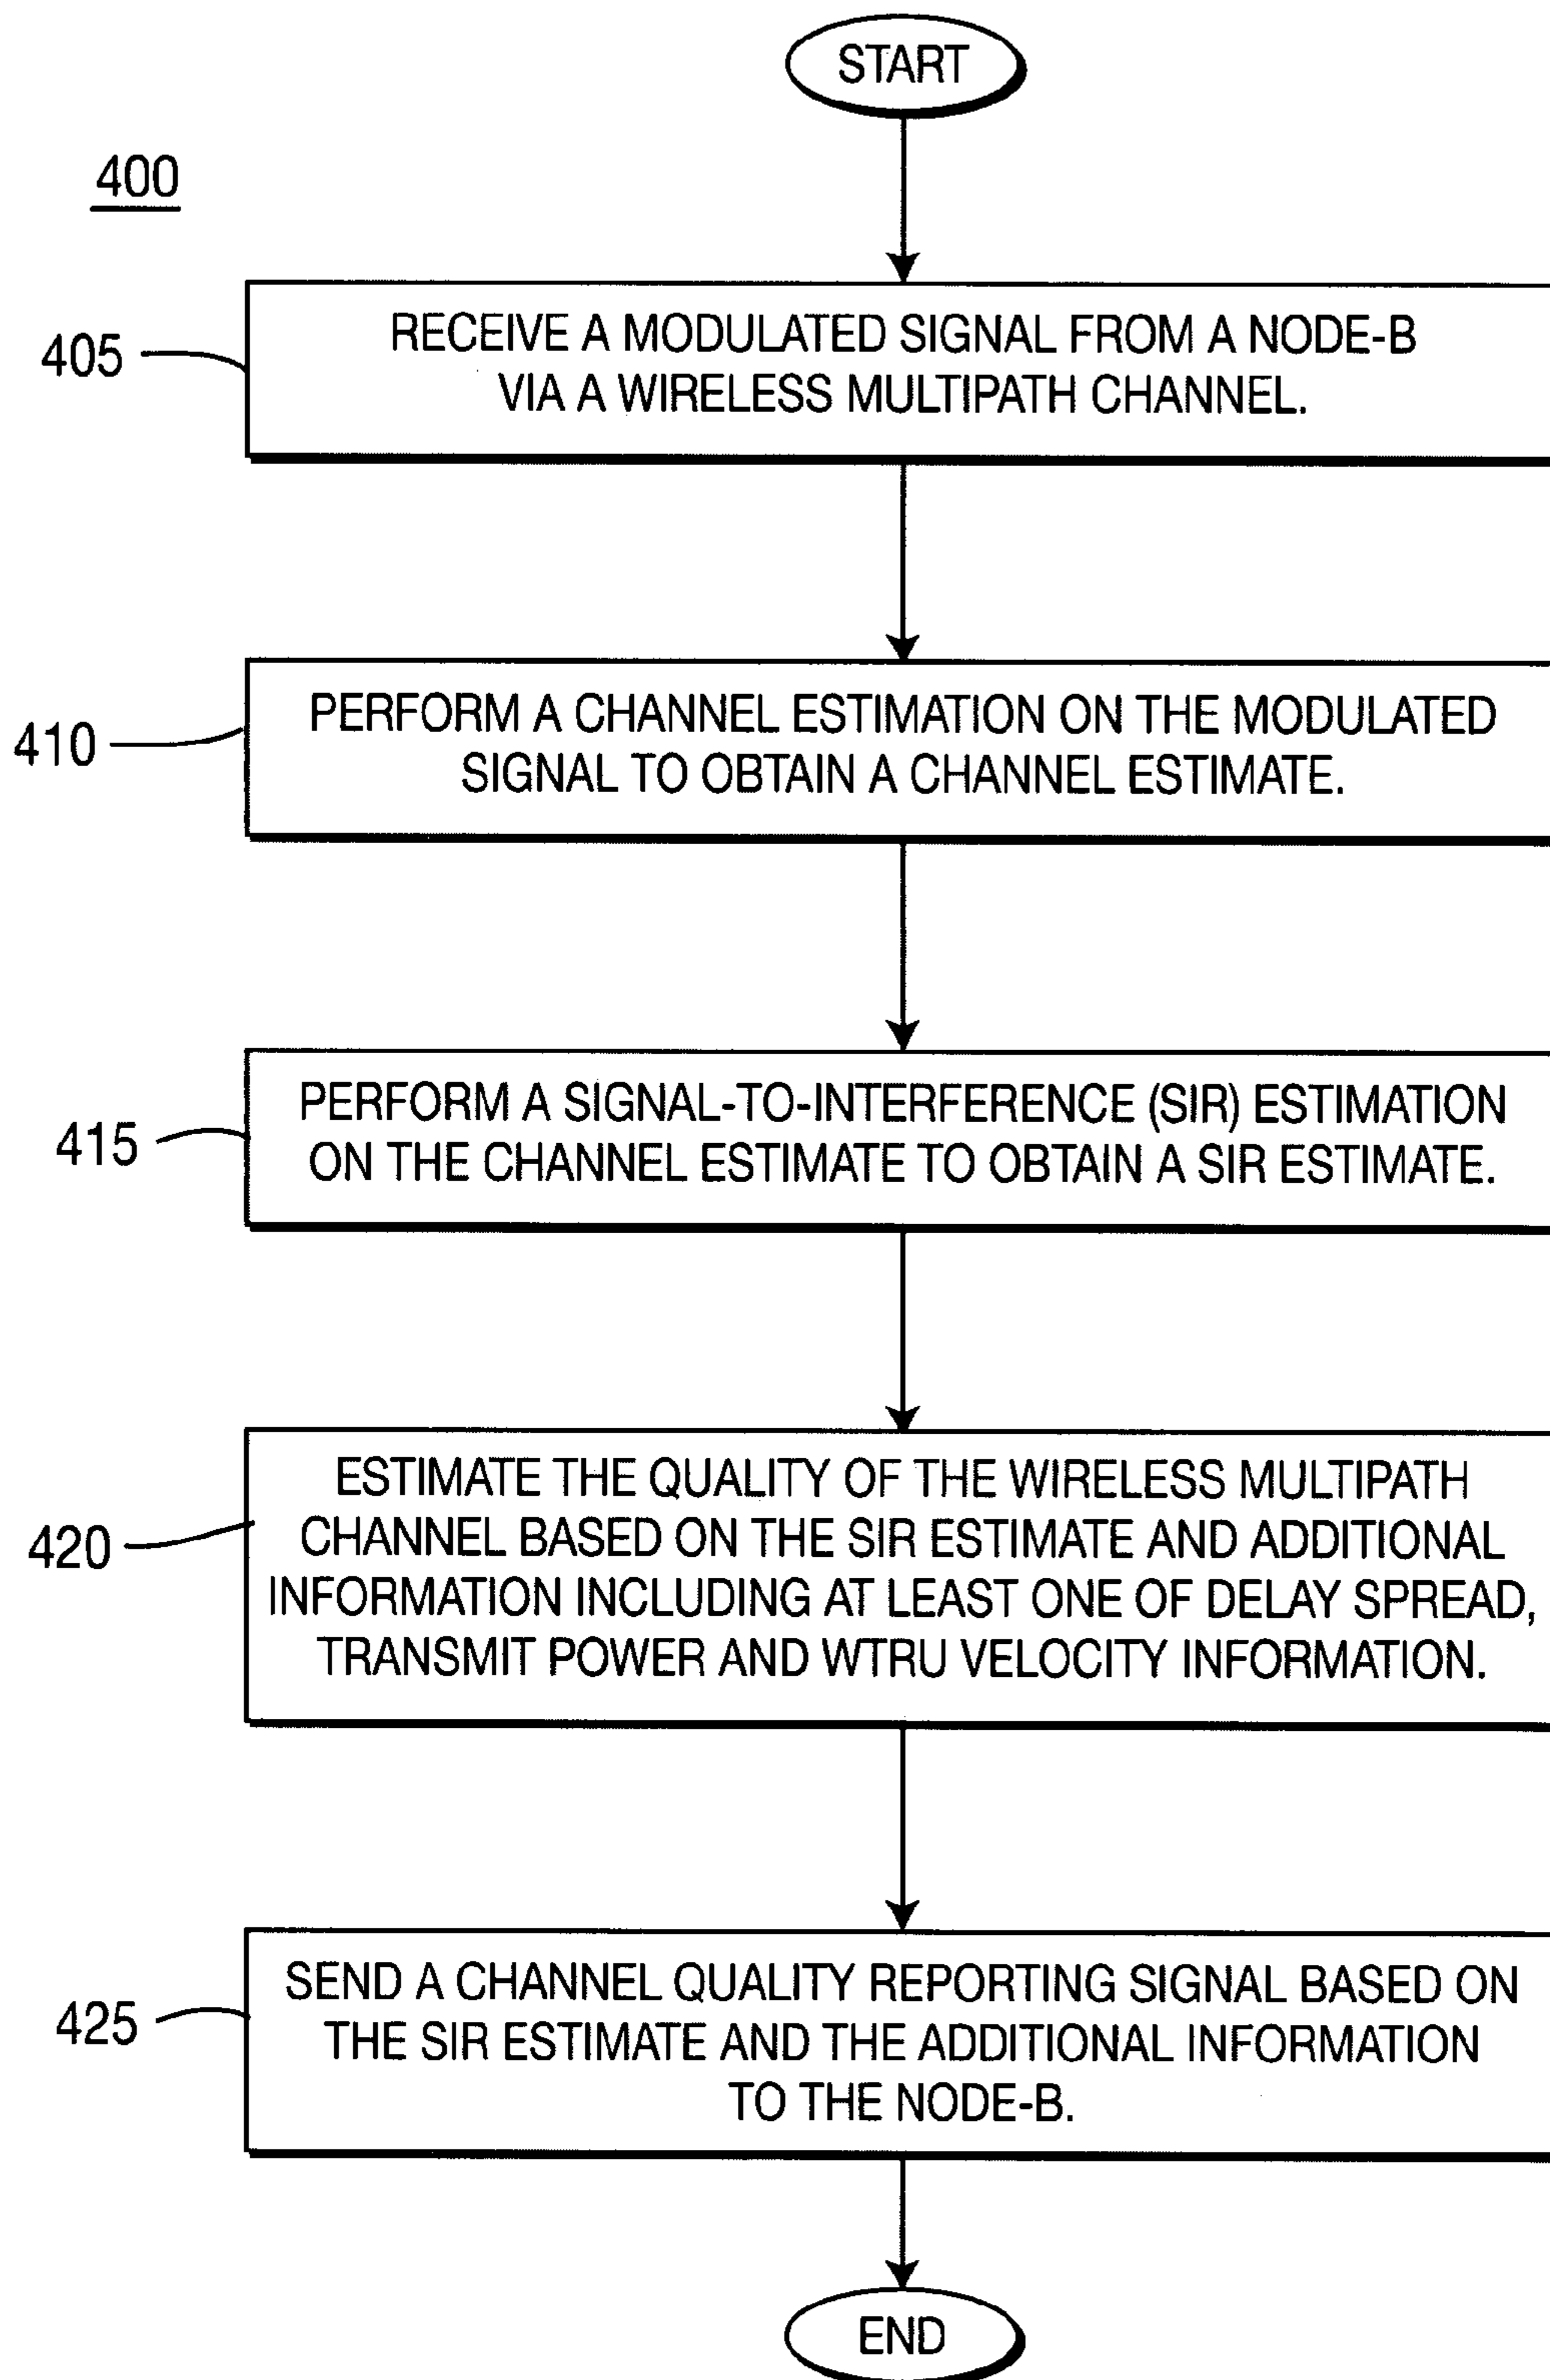 START
400
405
RECEIVE A MODULATED SIGNAL FROM A NODE-B
VIA A WIRELESS MULTIPATH CHANNEL.
410
PERFORM A CHANNEL ESTIMATION ON THE MODULATED
SIGNAL TO OBTAIN A CHANNEL ESTIMATE.
415
PERFORM A SIGNAL-TO-INTERFERENCE (SIR) ESTIMATION
ON THE CHANNEL ESTIMATE TO OBTAIN A SIR ESTIMATE.
420
ESTIMATE THE QUALITY OF THE WIRELESS MULTIPATH
CHANNEL BASED ON THE SIR ESTIMATE AND ADDITIONAL
INFORMATION INCLUDING AT LEAST ONE OF DELAY SPREAD,
TRANSMIT POWER AND WTRU VELOCITY INFORMATION.
425
SEND A CHANNEL QUALITY REPORTING SIGNAL BASED ON
THE SIR ESTIMATE AND THE ADDITIONAL INFORMATION
TO THE NODE-B.
END